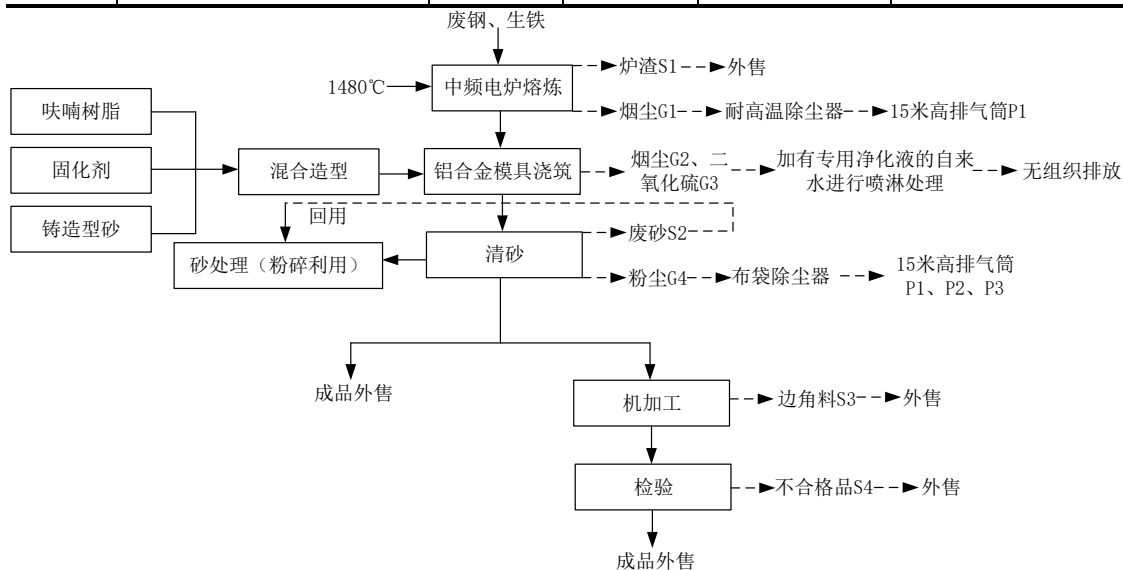 废钢、生铁
炉渣S1
外售
1480℃
中频电炉熔炼
呋喃树脂
烟尘G1
耐高温除尘器
15米高排气筒P1
固化剂
混合造型
铝合金模具浇筑
烟尘G2、二
氧化硫G3
加有专用净化液的自来
水进行喷淋处理
无组织排放
铸造型砂
回用
废砂S2
砂处理（粉碎利用）
清砂
粉尘G4
布袋除尘器
15米高排气筒
P1、P2、P3
成品外售
机加工
边角料S3
外售
检验
不合格品S4
外售
成品外售